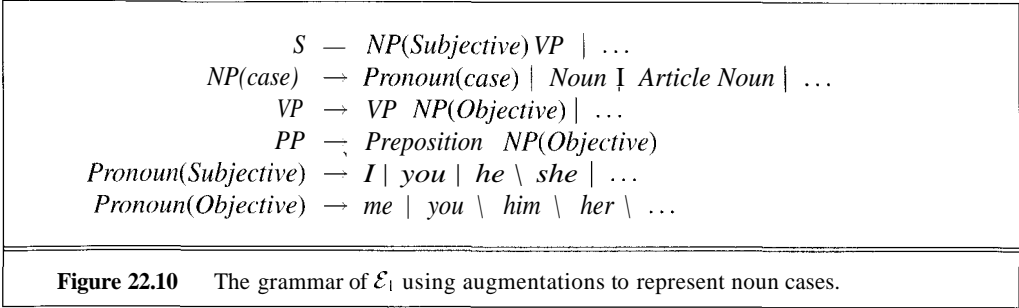 S — NP(Subjective) VP | ...
NP(case) → Pronoun(case) | Noun I Article Noun | ...
VP → VP NP(Objective) | ...
PP → Preposition NP(Objective)
Pronoun(Subjective) → I | you | he \ she | ...
Pronoun(Objective) → me | you \ him \ her \ ...
Figure 22.10 The grammar of ℰ₁ using augmentations to represent noun cases.